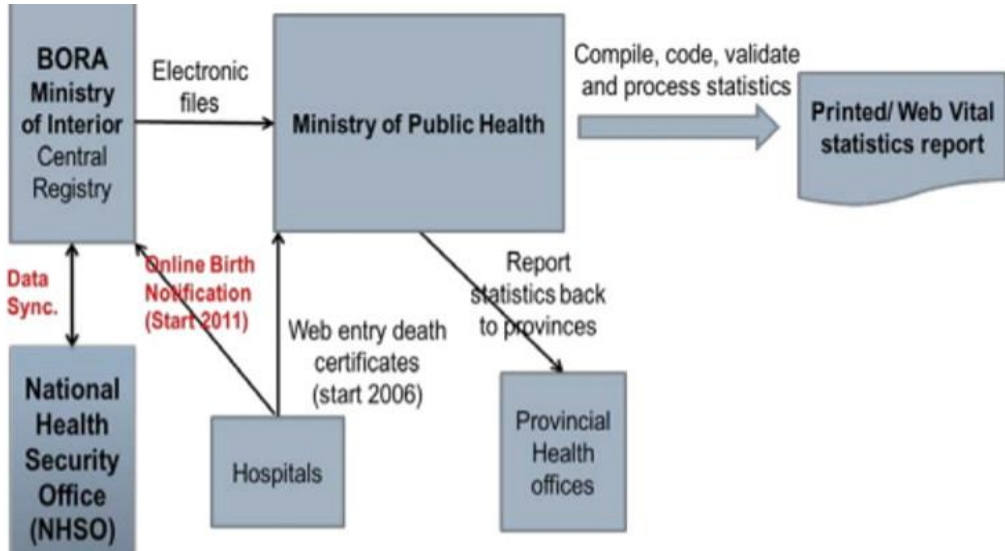 BORA
Ministry
of Interior
Central
Registry
Electronic
files
Ministry of Public Health
Compile, code, validate
and process statistics
Printed/ Web Vital
statistics report
Data
Sync.
Online Birth
Notification
(Start 2011)
Web entry death
certificates
(start 2006)
Report
statistics back
to provinces
National
Health
Security
Office
(NHSO)
Hospitals
Provincial
Health
offices